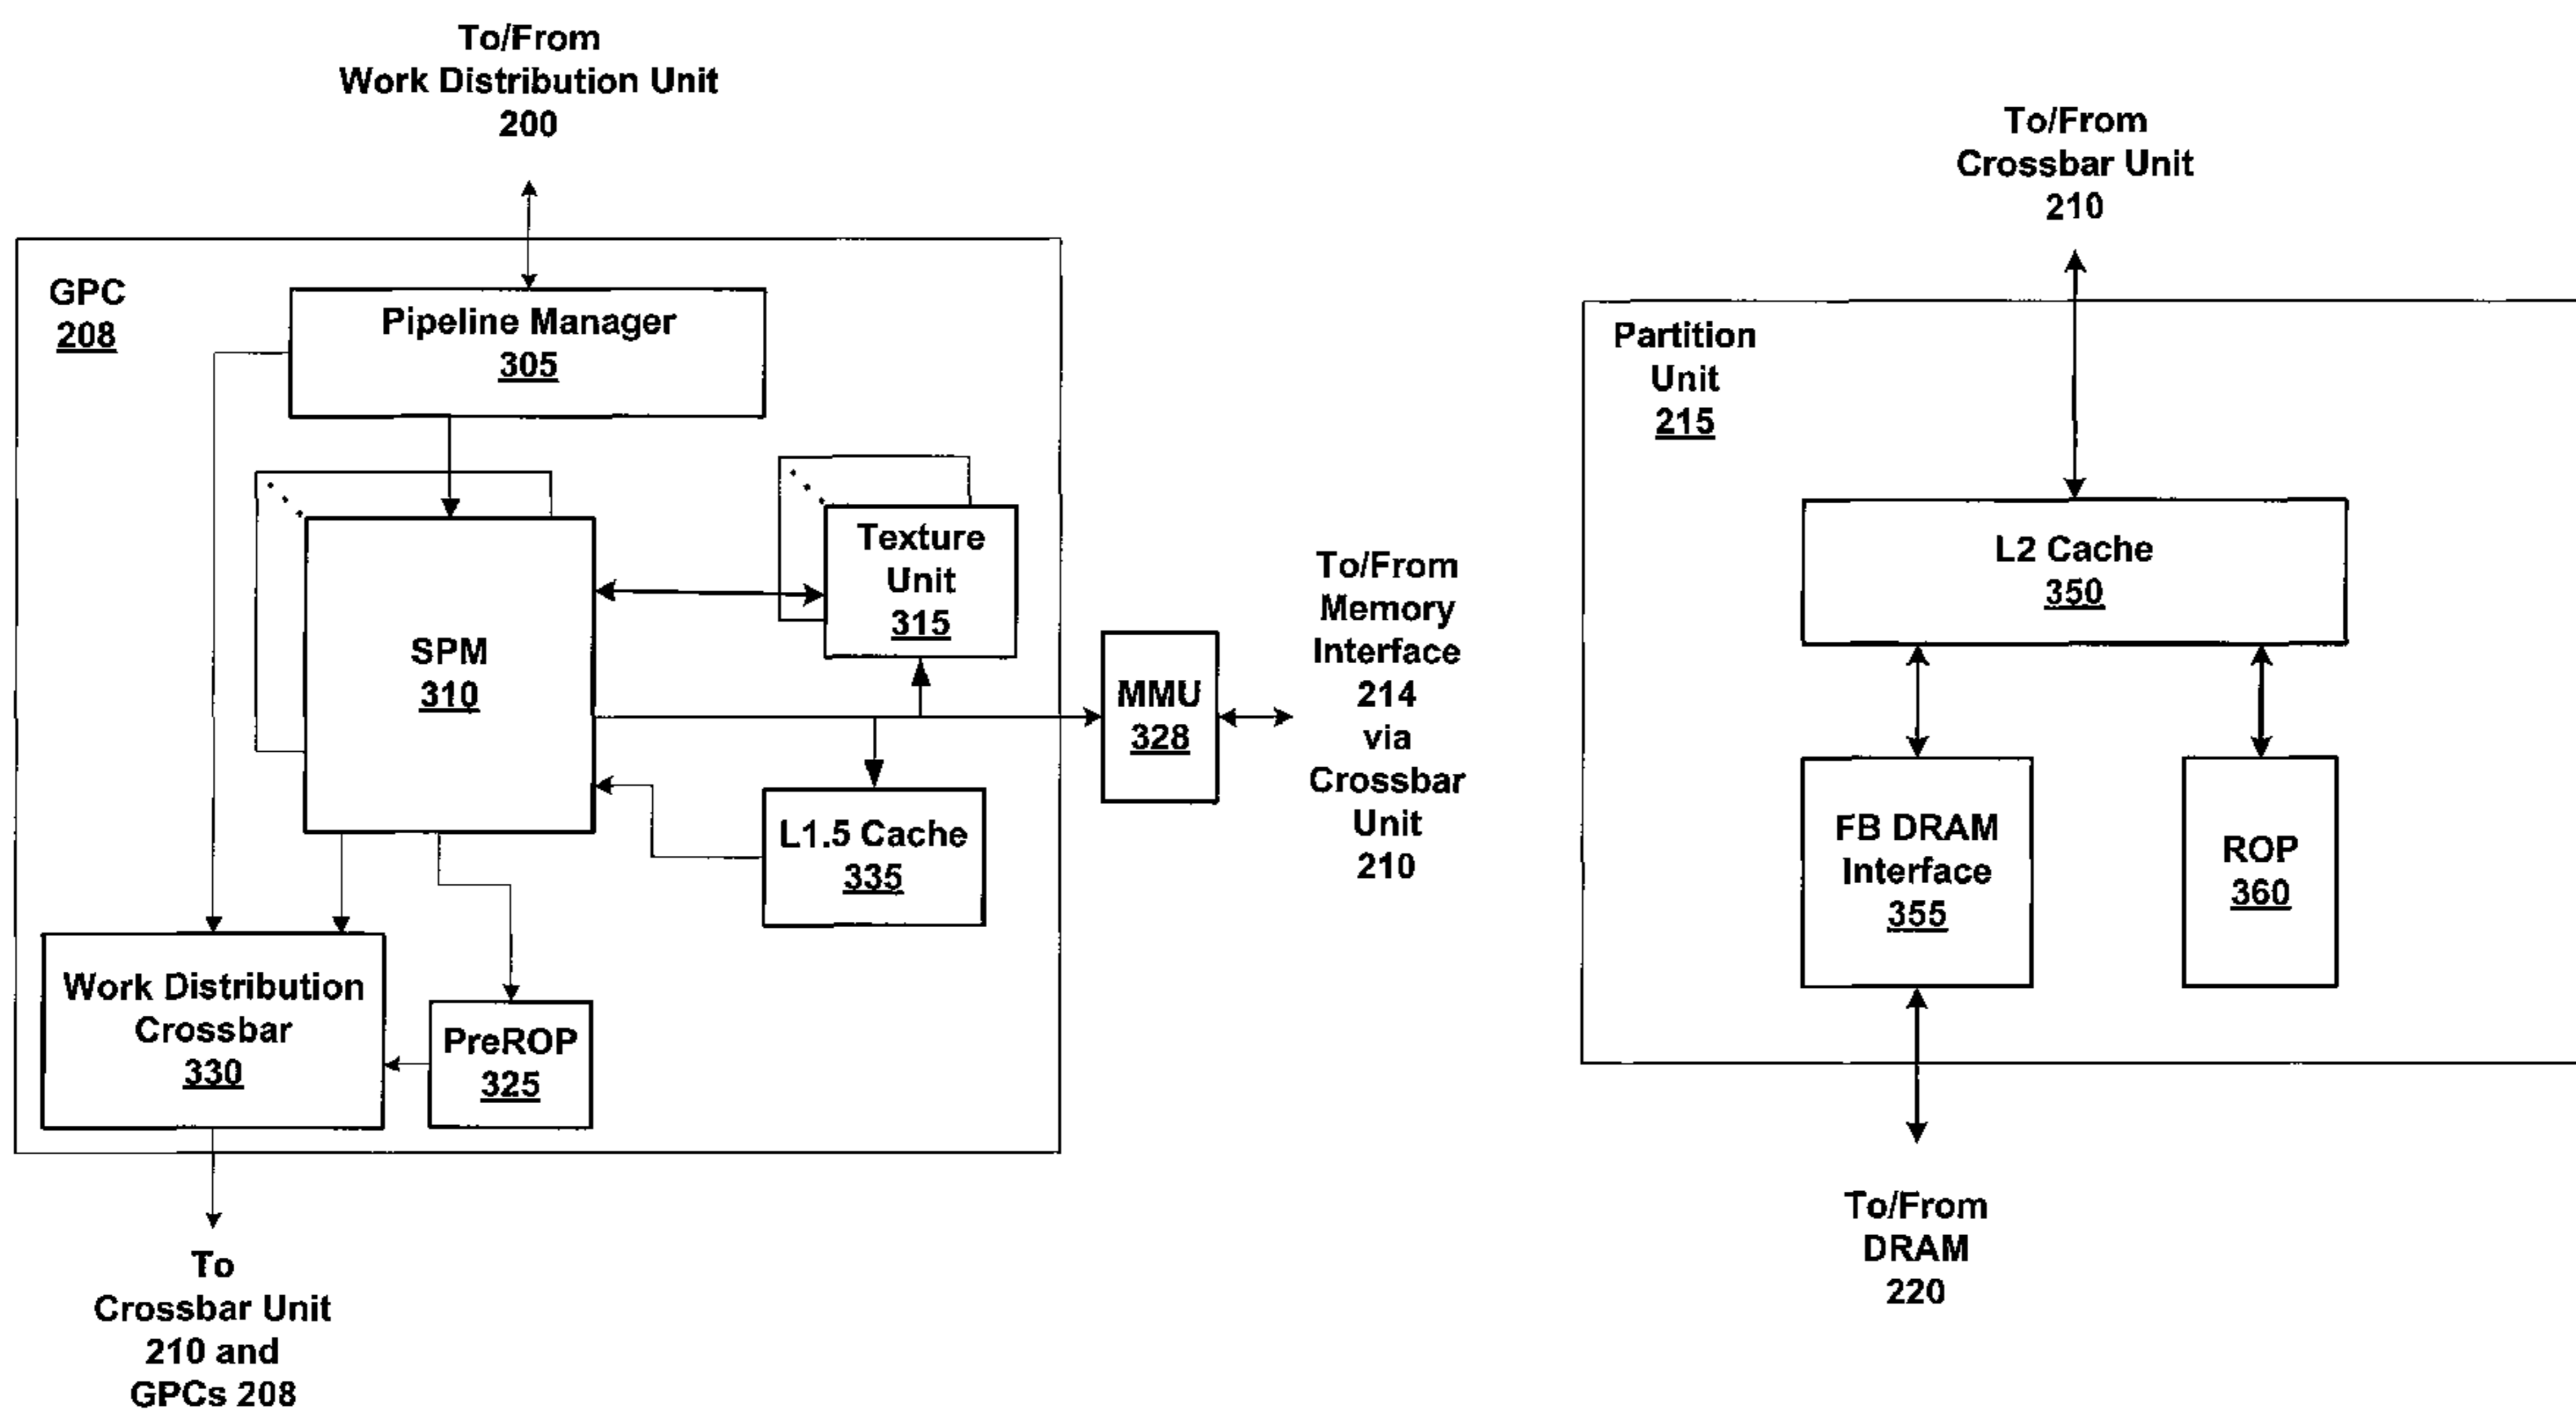 To/From
Work Distribution Unit
200
GPC
208
Pipeline Manager
305
SPM
310
Texture
Unit
315
L1.5 Cache
335
MMU
328
To/From
Memory
Interface
214
via
Crossbar
Unit
210
Work Distribution
Crossbar
330
PreROP
325
To
Crossbar Unit
210 and
GPCs 208
To/From
Crossbar Unit
210
Partition
Unit
215
L2 Cache
350
FB DRAM
Interface
355
ROP
360
To/From
DRAM
220